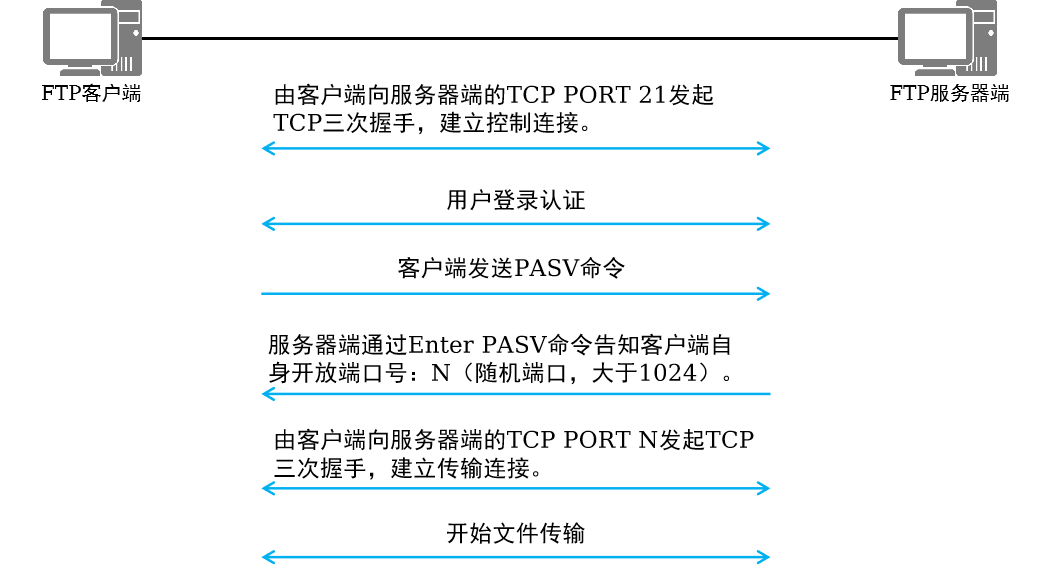 FTP客户端
FTP服务器端
由客户端向服务器端的TCP PORT 21发起
TCP三次握手，建立控制连接。
用户登录认证
客户端发送PASV命令
服务器端通过Enter PASV命令告知客户端自
身开放端口号：N（随机端口，大于1024）。
由客户端向服务器端的TCP PORT N发起TCP
三次握手，建立传输连接。
开始文件传输